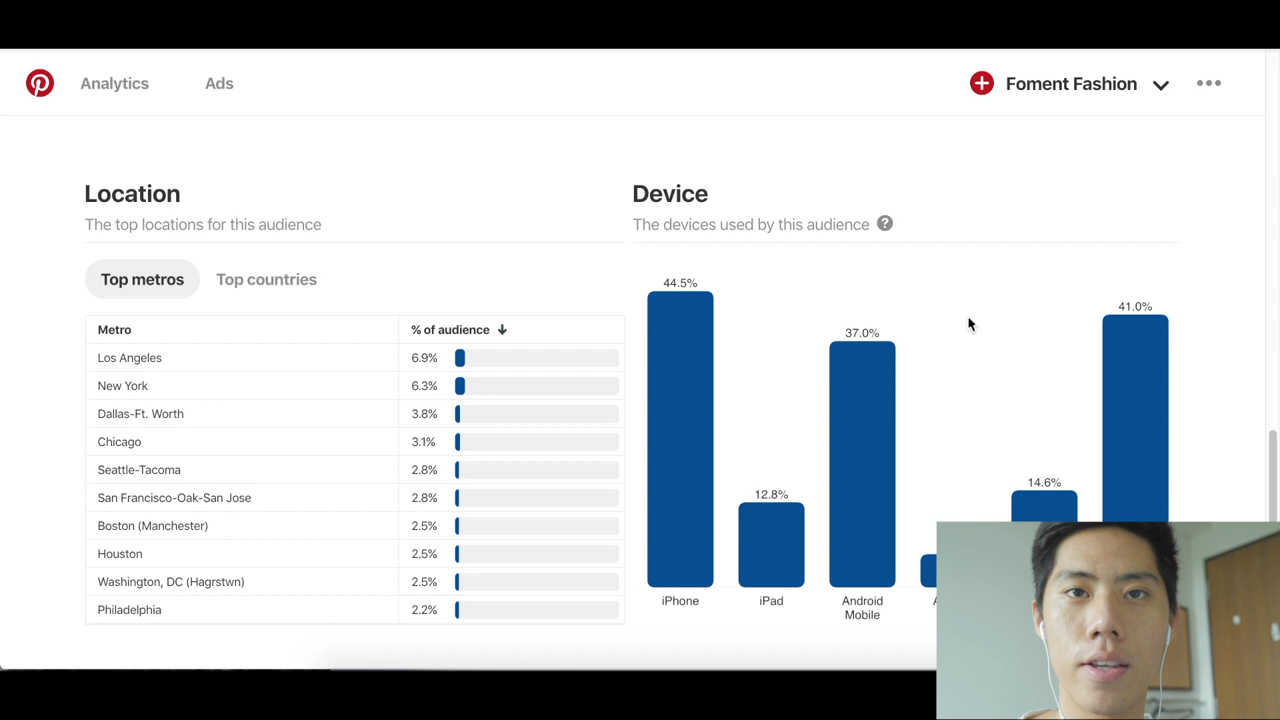 Analytics
Ads
Foment Fashion
Location
The top locations for this audience
Top metros
Top countries
Metro
% of audience
Los Angeles
6.9%
New York
6.3%
Dallas-Ft. Worth
3.8%
Chicago
3.1%
Seattle-Tacoma
2.8%
San Francisco-Oak-San Jose
2.8%
Boston (Manchester)
2.5%
Houston
2.5%
Washington, DC (Hagrstwn)
2.5%
Philadelphia
2.2%
Device
The devices used by this audience
?
44.5%
12.8%
37.0%
14.6%
41.0%
iPhone
iPad
Android
Mobile